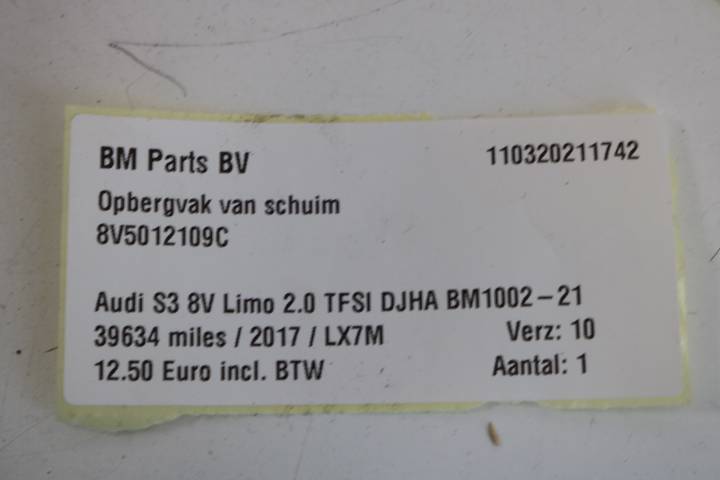 BM Parts BV 110320211742
Opbergvak van schuim
8V5012109C
Audi S3 8V Limo 2.0 TFSI DJHA BM1002-21
39634 miles / 2017 / LX7M Verz: 10
12.50 Euro incl. BTW Aantal: 1